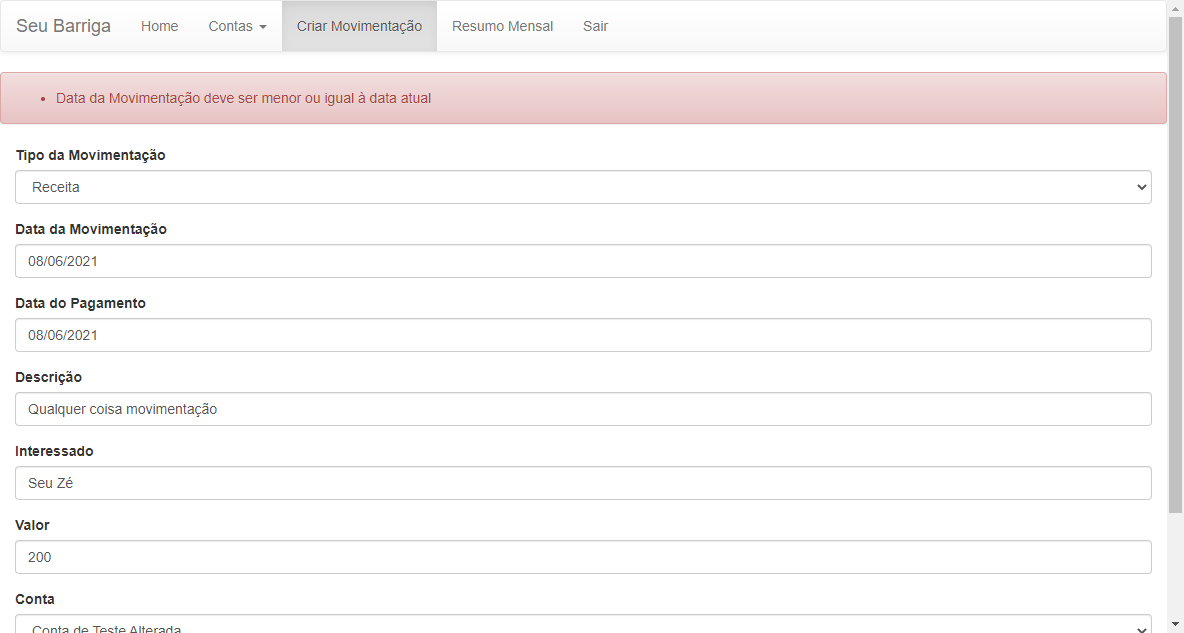 Seu Barriga Home Contas Criar Movimentação Resumo Mensal Sair
Data da Movimentação deve ser menor ou igual à data atual
Tipo da Movimentação
Receita
Data da Movimentação
08/06/2021
Data do Pagamento
08/06/2021
Descrição
Qualquer coisa movimentação
Interessado
Seu Zé
Valor
200
Conta
Conta de Teste Alterada